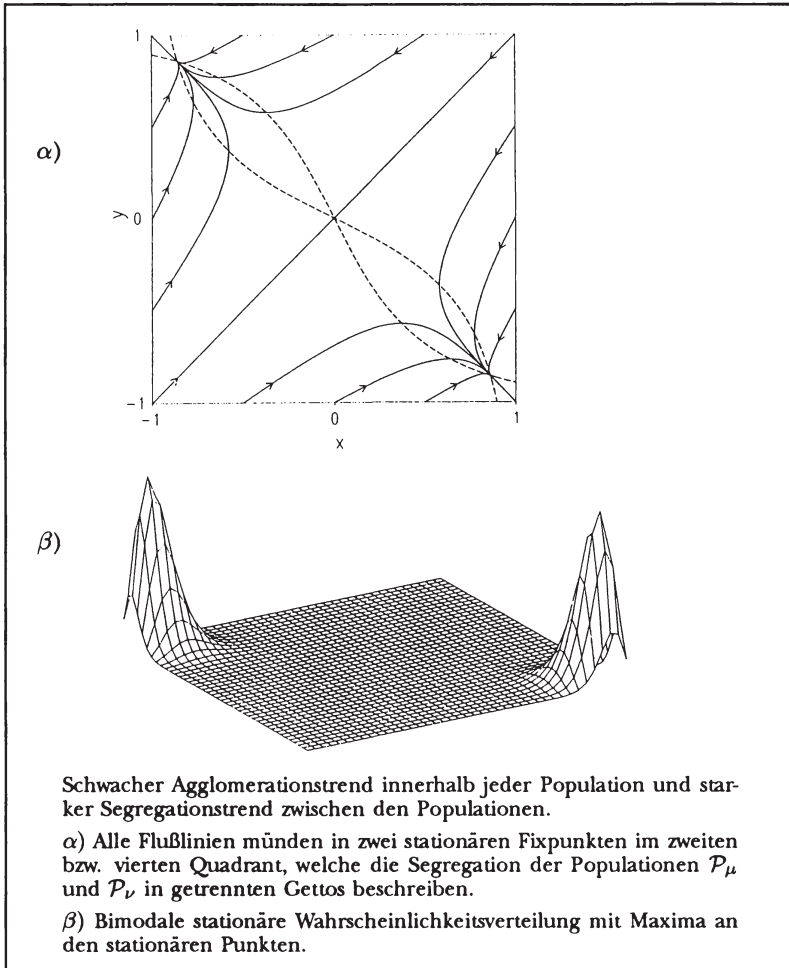 α)
1
y
0
−1
−1
0
1
x
β)
Schwacher Agglomerationstrend innerhalb jeder Population und star-
ker Segregationstrend zwischen den Populationen.
α) Alle Flußlinien münden in zwei stationären Fixpunkten im zweiten
bzw. vierten Quadrant, welche die Segregation der Populationen 𝒫μ
und 𝒫ν in getrennten Gettos beschreiben.
β) Bimodale stationäre Wahrscheinlichkeitsverteilung mit Maxima an
den stationären Punkten.